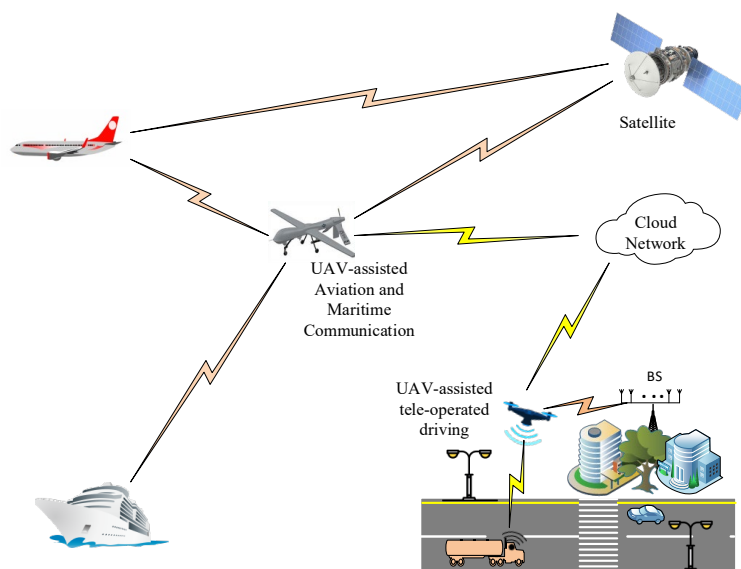 Satellite
Cloud
Network
UAV-assisted
Aviation and
Maritime
Communication
UAV-assisted
tele-operated
driving
BS